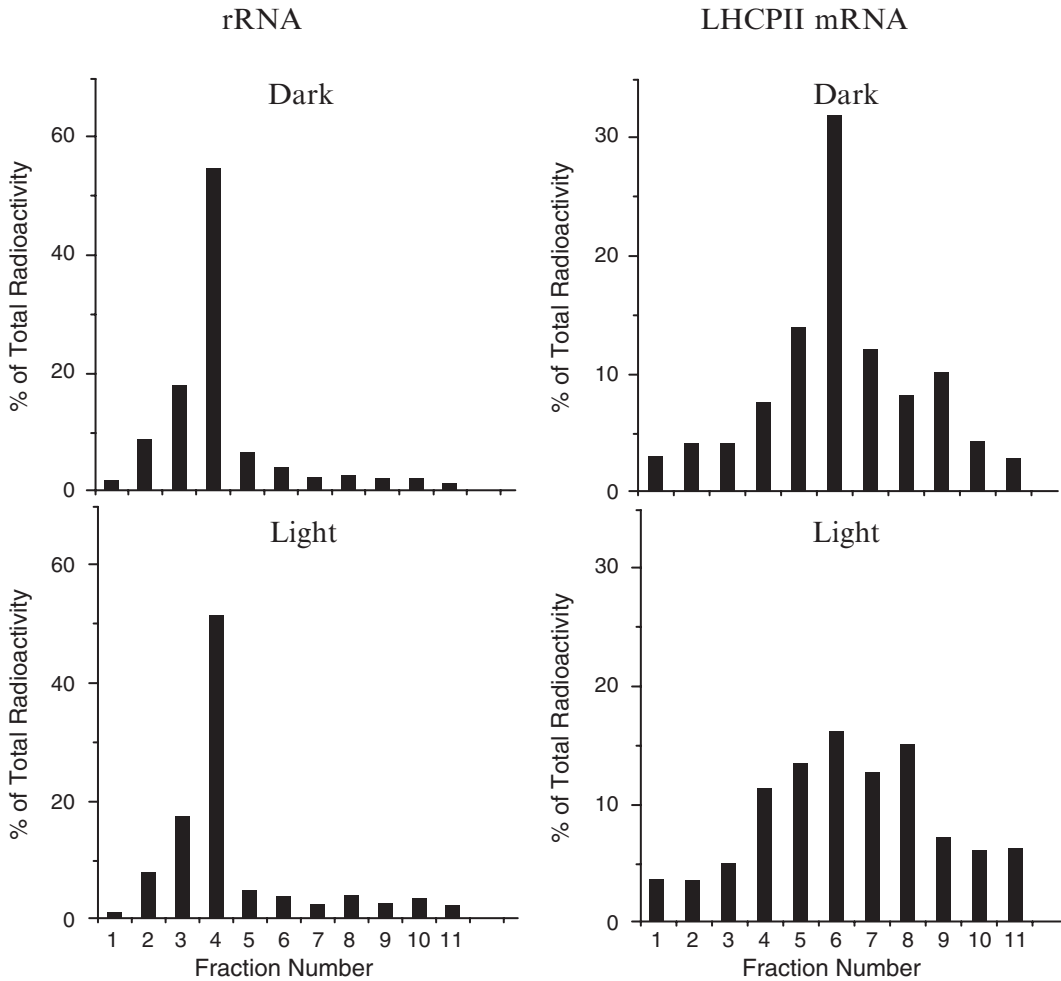 rRNA
LHCPII mRNA
Dark
60
40
20
0
% of Total Radioactivity
Dark
30
20
10
0
% of Total Radioactivity
Light
60
40
20
0
% of Total Radioactivity
1 2 3 4 5 6 7 8 9 10 11
Fraction Number
Light
30
20
10
0
% of Total Radioactivity
1 2 3 4 5 6 7 8 9 10 11
Fraction Number